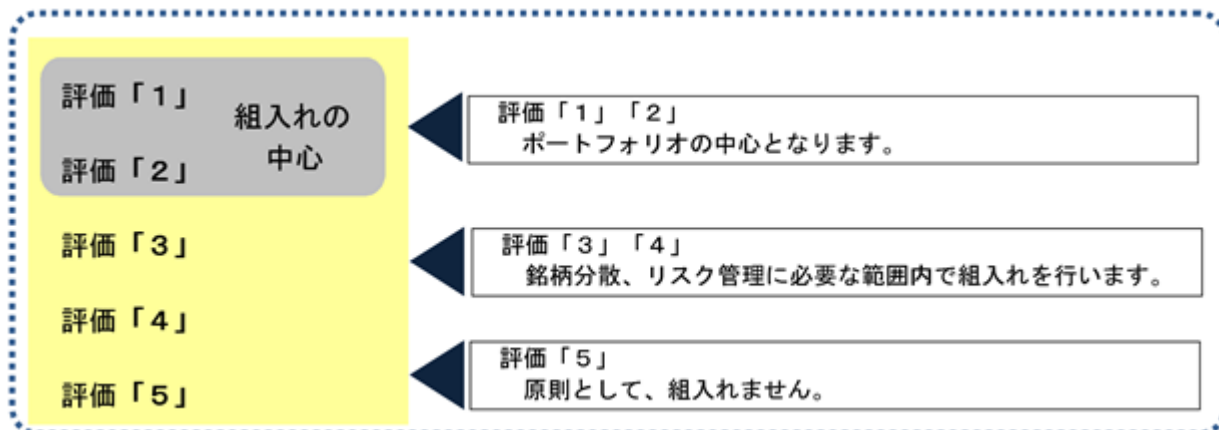 評価「１」
組入れの
中心
評価「２」
評価「３」
評価「４」
評価「５」
評価「１」「２」
ポートフォリオの中心となります。
評価「３」「４」
銘柄分散、リスク管理に必要な範囲内で組入れを行います。
評価「５」
原則として、組入れません。